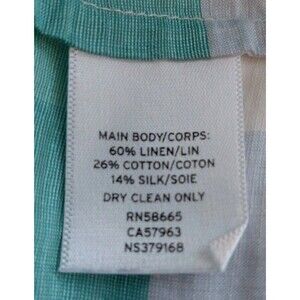 MAIN BODY/CORPS:
60% LINEN/LIN
26% COTTON/COTON
14% SILK/SOIE
DRY CLEAN ONLY
RN58665
CA57963
NS379168